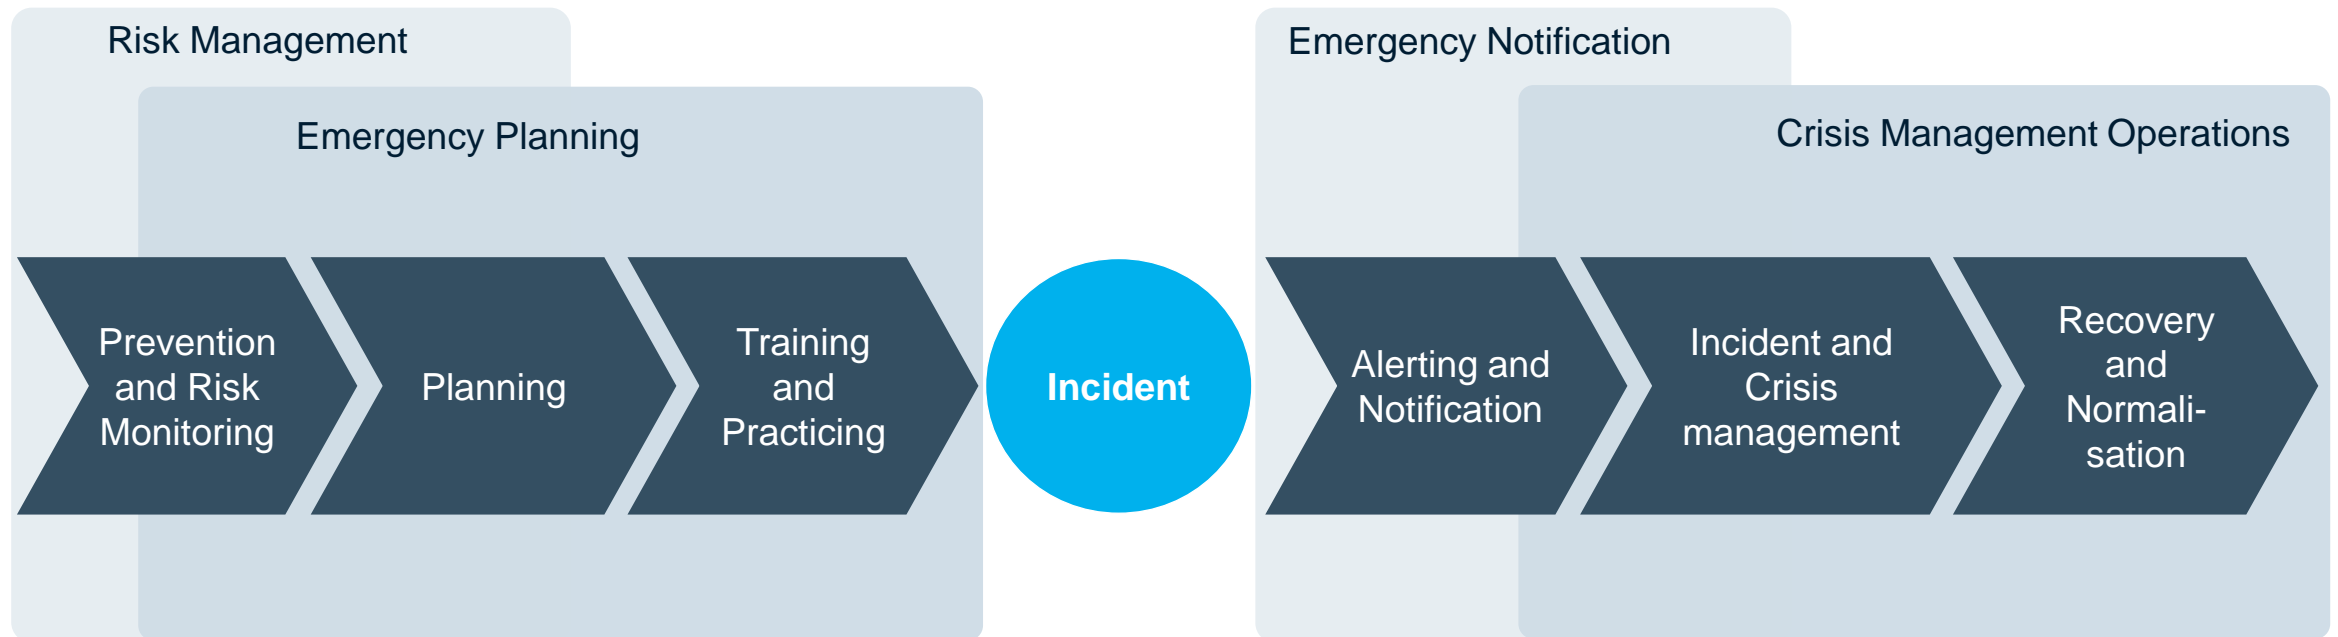 Risk Management
Emergency Planning
Prevention
and Risk
Monitoring
Planning
Training
and
Practicing
Incident
Emergency Notification
Crisis Management Operations
Alerting and
Notification
Incident and
Crisis
management
Recovery
and
Normali-
sation